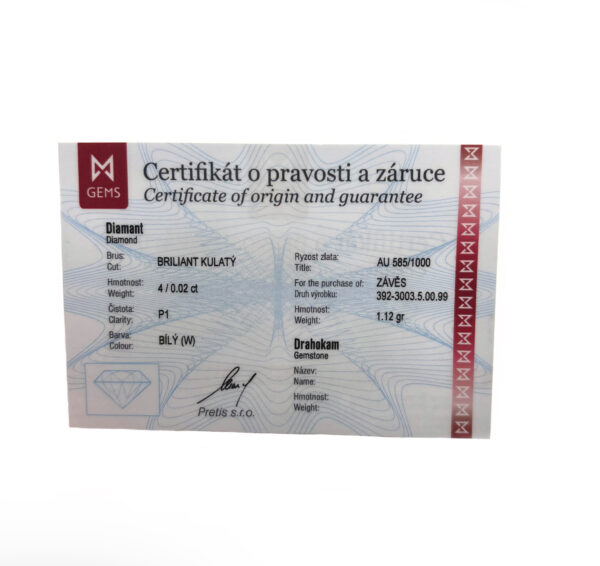 GEMS
Certifikát o pravosti a záruce
Certificate of origin and guarantee
Diamant
Diamond
Brus:
Cut:
BRILIANT KULATÝ
Hmotnost:
Weight:
4 / 0.02 ct
Čistota:
Clarity:
P1
Barva:
Colour:
BÍLÝ (W)
Pretis s.r.o.
Ryzost zlata:
Title:
AU 585/1000
For the purchase of:
Druh výrobku:
ZÁVĚS
392-3003.5.00.99
Hmotnost:
Weight:
1.12 gr
Drahokam
Gemstone
Název:
Name:
Hmotnost:
Weight: